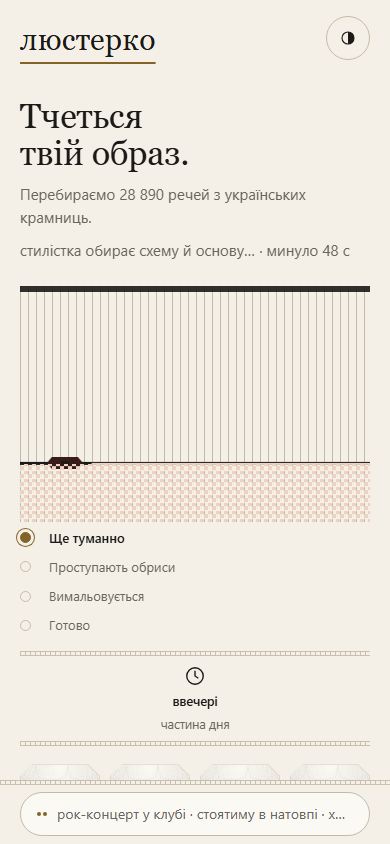 люстерко
Тчеться
твій образ.
Перебираємо 28 890 речей з українських
крамниць.
стилістка обирає схему й основу… · минуло 48 с
Ще туманно
Проступають обриси
Вимальовується
Готово
ввечері
частина дня
рок-концерт у клубі · стоятиму в натовпі · х…